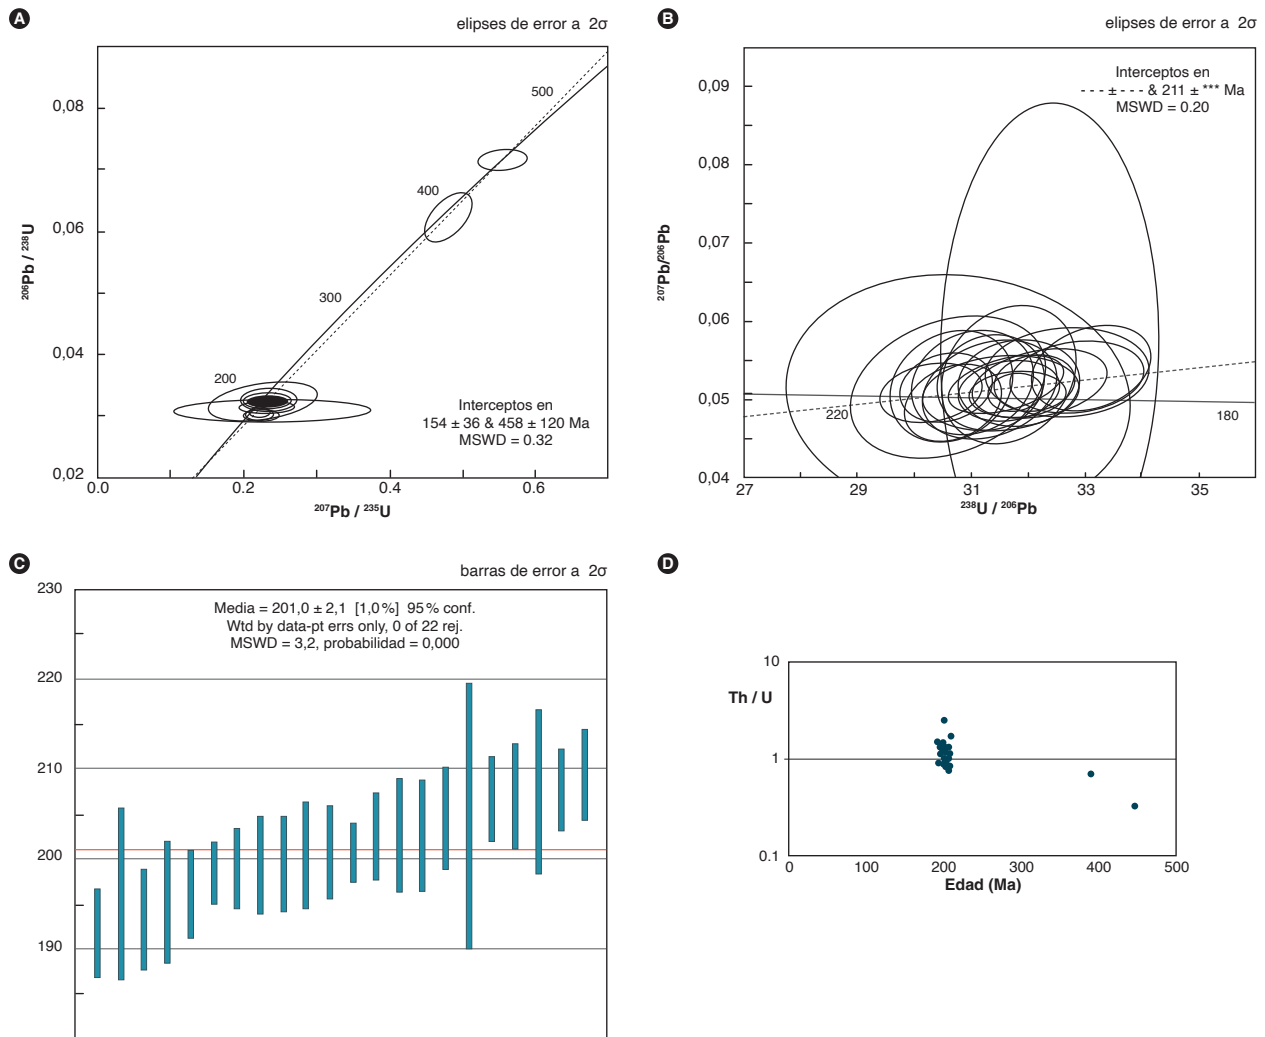 A
elipses de error a 2σ
0,08
0,06
0,04
0,02
206Pb / 238U
500
400
300
200
Interceptos en
154 ± 36 & 458 ± 120 Ma
MSWD = 0.32
0.0
0.2
0.4
0.6
207Pb / 235U
B
elipses de error a 2σ
0,09
0,08
0,07
0,06
0,05
0,04
207Pb/206Pb
Interceptos en
- - - ± - - - & 211 ± *** Ma
MSWD = 0.20
220
180
27
29
31
33
35
238U / 206Pb
C
barras de error a 2σ
230
220
210
200
190
Media = 201,0 ± 2,1 [1,0%] 95% conf.
Wtd by data-pt errs only, 0 of 22 rej.
MSWD = 3,2, probabilidad = 0,000
D
10
Th / U
1
0.1
0
100
200
300
400
500
Edad (Ma)